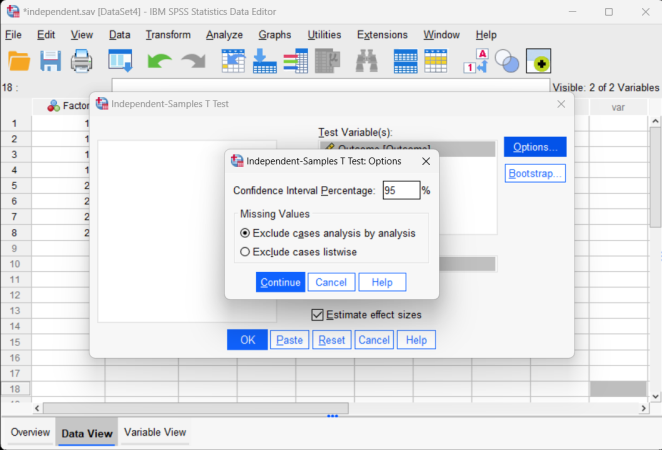 *independent.sav [DataSet4] - IBM SPSS Statistics Data Editor
File Edit View Data Transform Analyze Graphs Utilities Extensions Window Help
18 :
Visible: 2 of 2 Variables
Factor
var
Independent-Samples T Test
Test Variable(s):
Outcome [Outcome]
Options...
Bootstrap...
Independent-Samples T Test: Options
Confidence Interval Percentage: 95 %
Missing Values
Exclude cases analysis by analysis
Exclude cases listwise
Continue Cancel Help
Estimate effect sizes
OK Paste Reset Cancel Help
1 1
2 1
3 1
4 1
5 2
6 2
7 2
8 2
9
10
11
12
13
14
15
16
17
18
Overview Data View Variable View